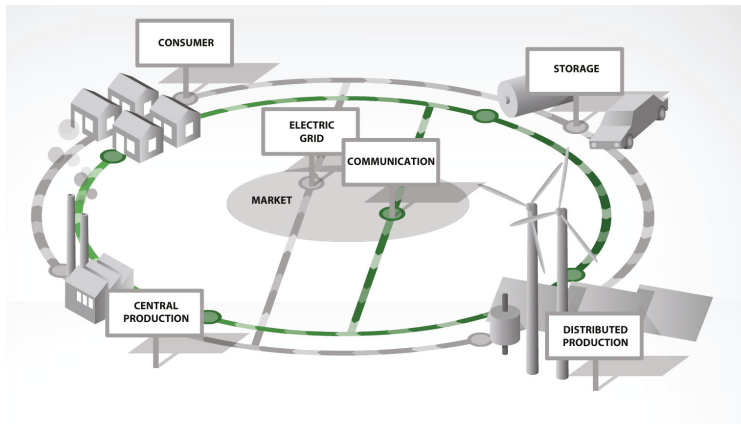 CONSUMER
STORAGE
ELECTRIC
GRID
COMMUNICATION
MARKET
CENTRAL
PRODUCTION
DISTRIBUTED
PRODUCTION